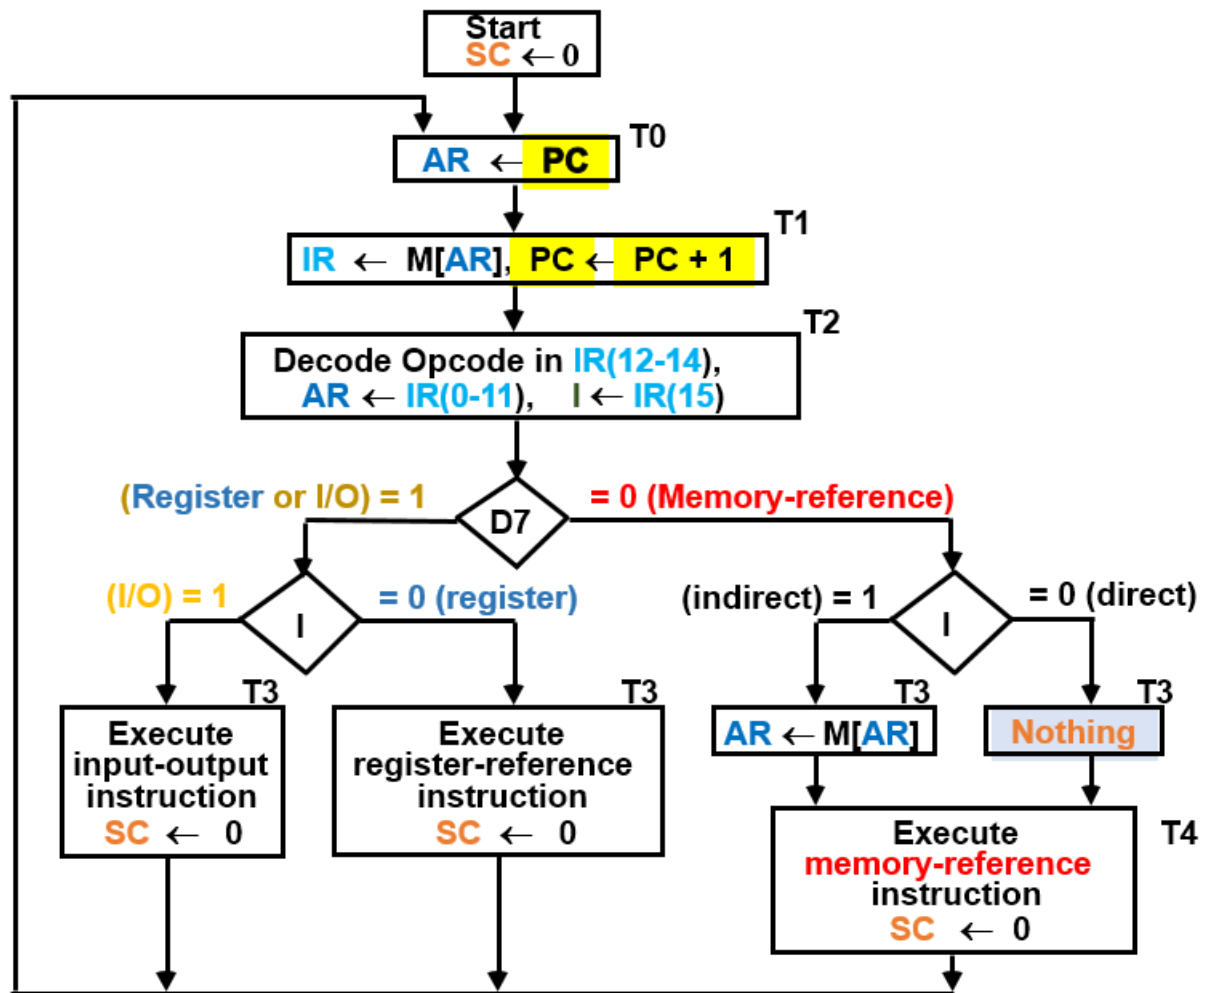 Start
SC ← 0
T0
AR ← PC
T1
IR ← M[AR], PC ← PC + 1
T2
Decode Opcode in IR(12-14),
AR ← IR(0-11), I ← IR(15)
(Register or I/O) = 1
D7
= 0 (Memory-reference)
(I/O) = 1
I
= 0 (register)
(indirect) = 1
I
= 0 (direct)
T3
Execute
input-output
instruction
SC ← 0
T3
Execute
register-reference
instruction
SC ← 0
T3
AR ← M[AR]
T3
Nothing
T4
Execute
memory-reference
instruction
SC ← 0